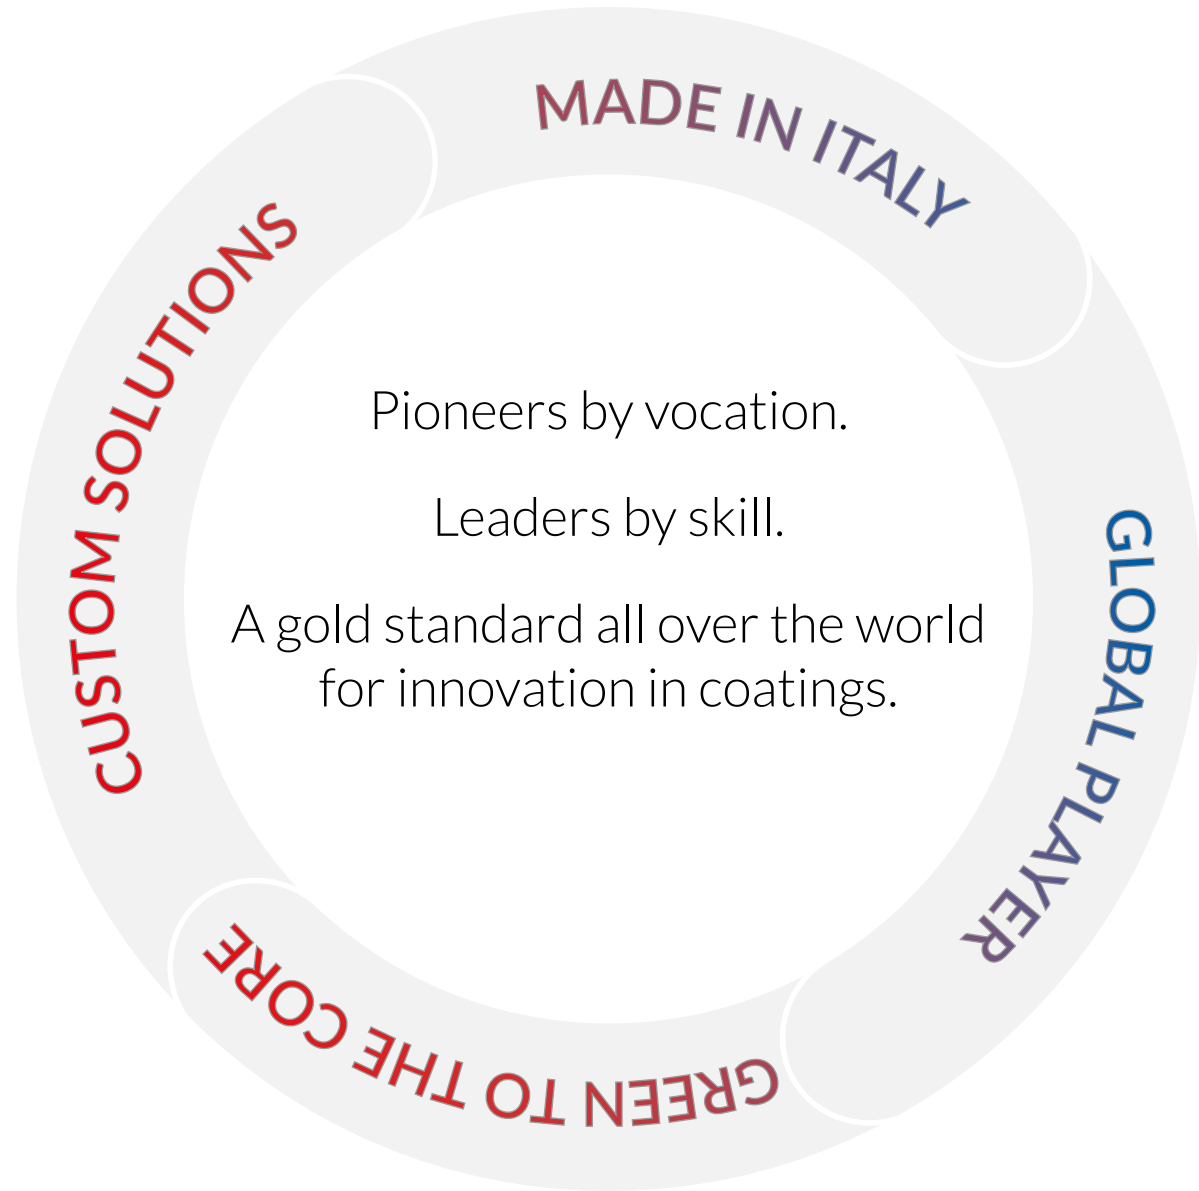 MADE IN ITALY
GLOBAL PLAYER
GREEN TO THE CORE
CUSTOM SOLUTIONS
Pioneers by vocation.
Leaders by skill.
A gold standard all over the world
for innovation in coatings.